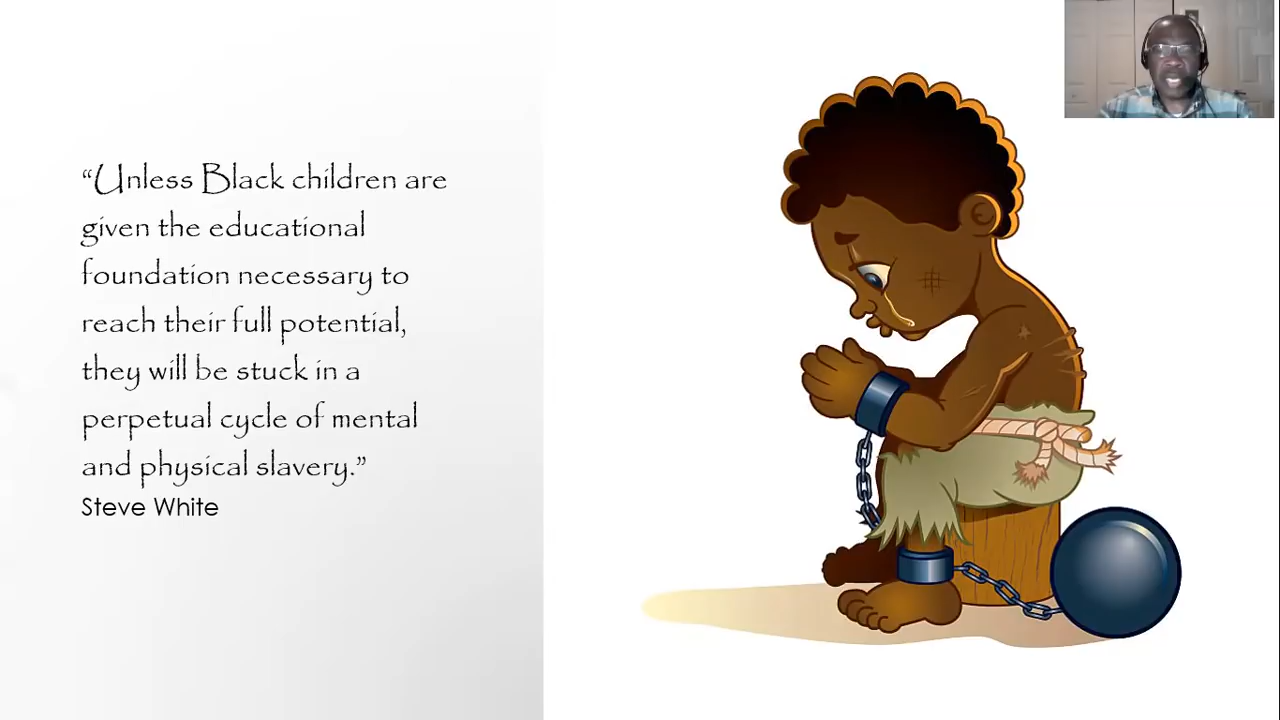 “Unless Black children are
given the educational
foundation necessary to
reach their full potential,
they will be stuck in a
perpetual cycle of mental
and physical slavery.”
Steve White